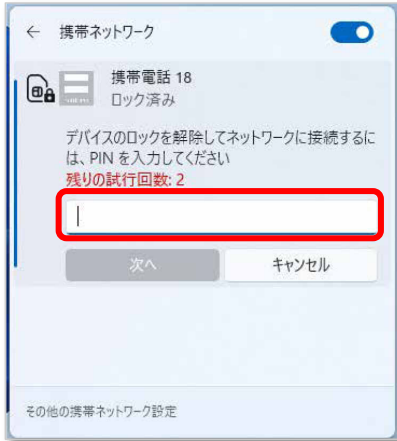 ← 携帯ネットワーク
携帯電話 18
ロック済み
デバイスのロックを解除してネットワークに接続するに
は、PIN を入力してください
残りの試行回数: 2
次へ
キャンセル
その他の携帯ネットワーク設定